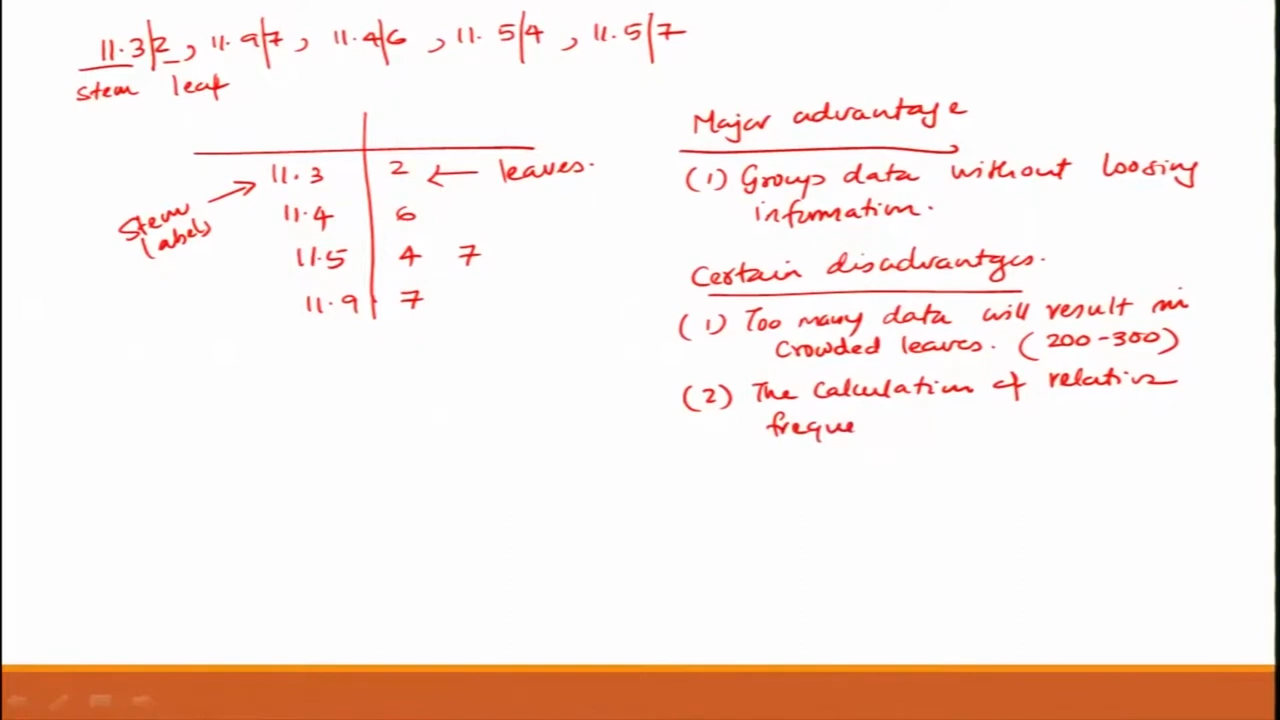 11.3|2 , 11.9|7 , 11.4|6 , 11.5|4 , 11.5|7
stem leaf
11.3 2 ← leaves.
Stem labels
11.4 6
11.5 4 7
11.9 7
Major advantage
(1) Groups data without loosing
information.
Certain disadvantges.
(1) Too many data will result in
Crowded leaves. (200-300)
(2) The Calculation of relative
freque